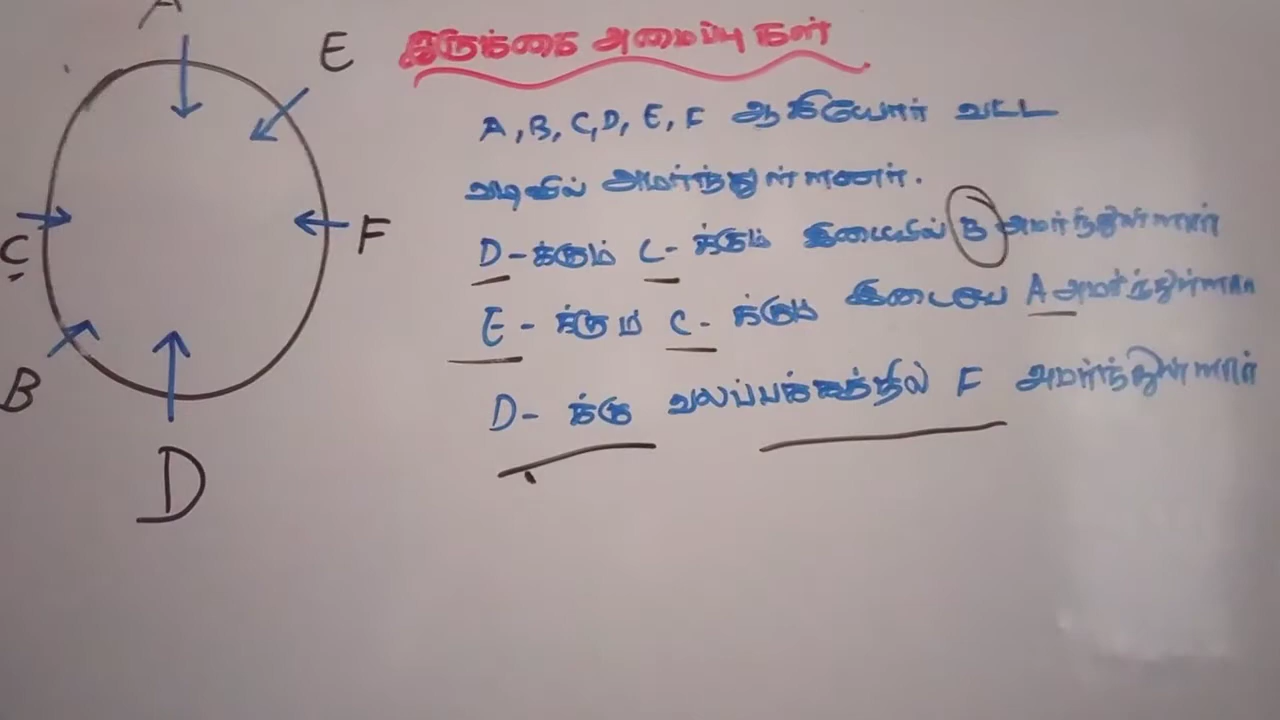 A
E
இருக்கை அமைப்புகள்
A, B, C, D, E, F ஆகியோர் வட்ட
வடிவில் அமர்ந்துள்ளனர்.
D-க்கும் C-க்கும் இடையில் B அமர்ந்துள்ளார்
C
F
E-க்கும் C-க்கும் இடையே A அமர்ந்துள்ளார்
B
D-க்கு வலப்பக்கத்தில் F அமர்ந்துள்ளார்
D